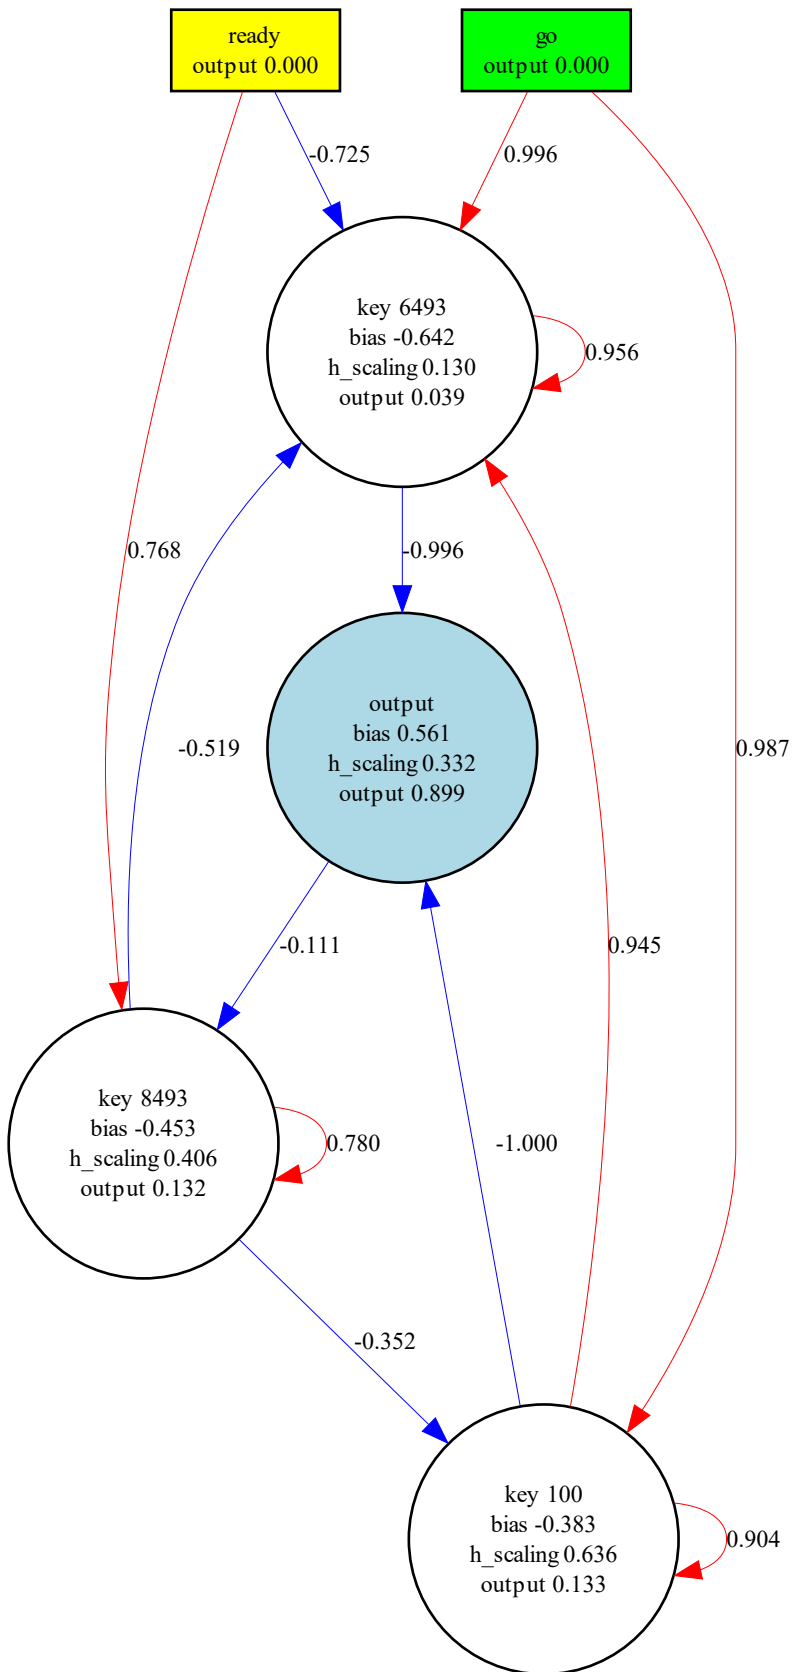 ready
output 0.000
go
output 0.000
-0.725
0.996
key 6493
bias -0.642
h_scaling 0.130
output 0.039
0.956
0.768
-0.996
output
bias 0.561
h_scaling 0.332
output 0.899
-0.519
0.987
-0.111
0.945
key 8493
bias -0.453
h_scaling 0.406
output 0.132
0.780
-1.000
-0.352
key 100
bias -0.383
h_scaling 0.636
output 0.133
0.904